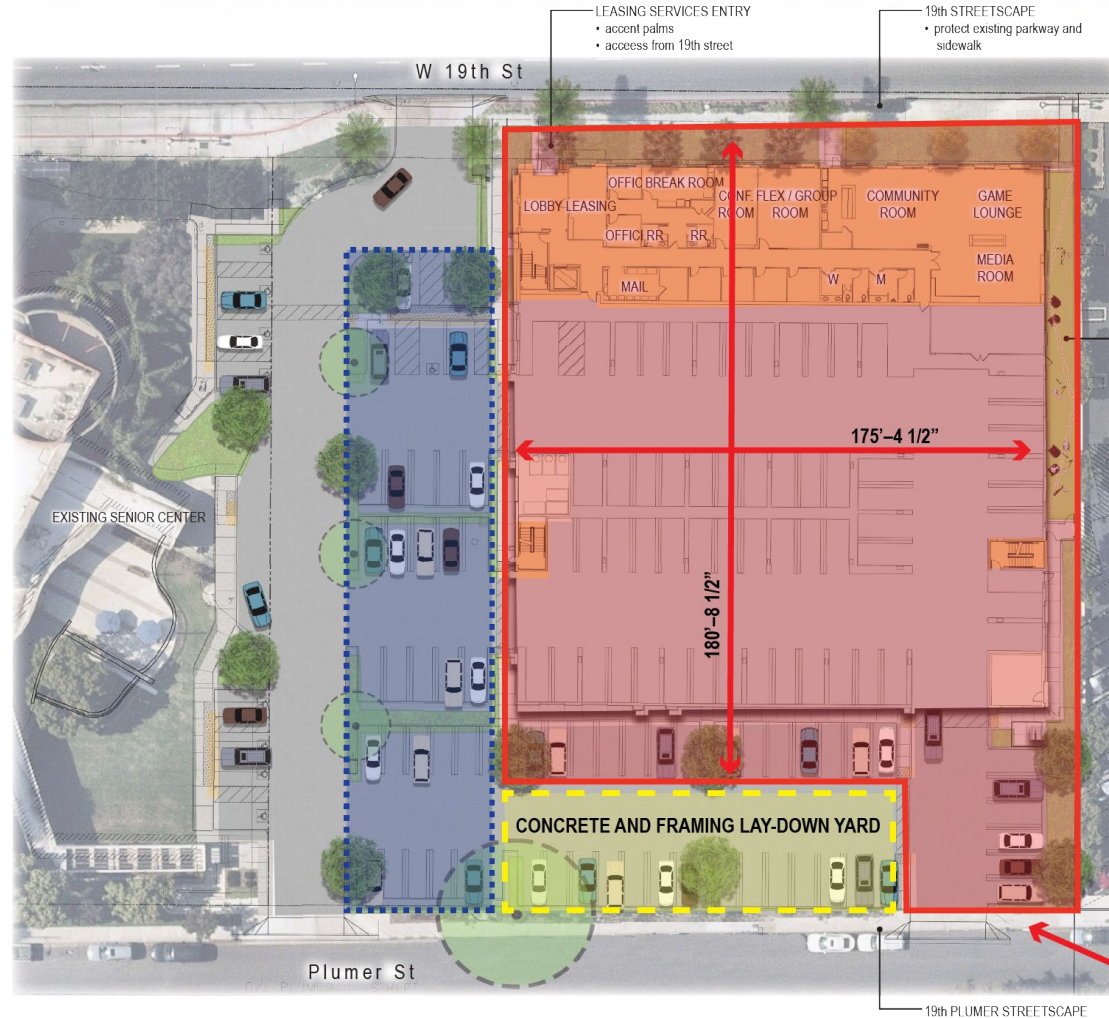 LEASING SERVICES ENTRY
• accent palms
• acceess from 19th street
19th STREETSCAPE
• protect existing parkway and
sidewalk
W 19th St
OFFIC BREAK ROOM
LOBBY LEASING
CONF. FLEX / GROUP
ROOM ROOM
COMMUNITY
ROOM
GAME
LOUNGE
OFFICI RR RR
MEDIA
ROOM
MAIL
W
M
175'–4 1/2"
EXISTING SENIOR CENTER
180'–8 1/2"
CONCRETE AND FRAMING LAY-DOWN YARD
Plumer St
19th PLUMER STREETSCAPE